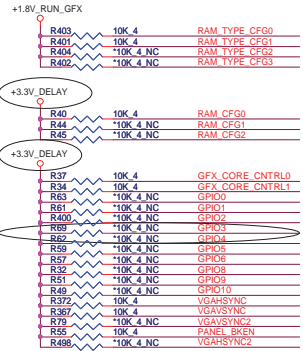 +1.8V_RUN_GFX
R403 10K_4 RAM_TYPE_CFG0
R401 10K_4 RAM_TYPE_CFG1
R404 *10K_4_NC RAM_TYPE_CFG2
R402 *10K_4_NC RAM_TYPE_CFG3
+3.3V_DELAY
R40 10K_4 RAM_CFG0
R44 *10K_4_NC RAM_CFG1
R45 *10K_4_NC RAM_CFG2
+3.3V_DELAY
R37 10K_4 GFX_CORE_CNTRL0
R34 10K_4 GFX_CORE_CNTRL1
R63 *10K_4_NC GPIO0
R61 *10K_4_NC GPIO1
R400 *10K_4_NC GPIO2
R69 *10K_4_NC GPIO3
R62 *10K_4_NC GPIO4
R59 *10K_4_NC GPIO5
R57 *10K_4_NC GPIO6
R32 *10K_4_NC GPIO8
R51 *10K_4_NC GPIO9
R49 *10K_4_NC GPIO10
R372 10K_4 VGAHSYNC
R367 10K_4 VGAVSYNC
R79 *10K_4_NC VGAVSYNC2
R55 10K_4 PANEL_BKEN
R498 *10K_4_NC VGAHSYNC2